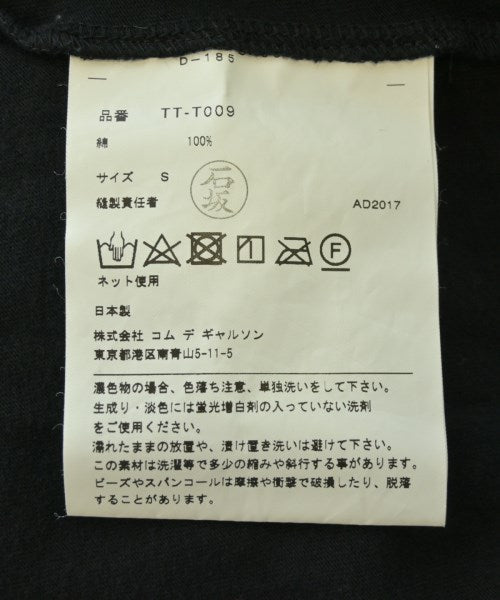 D-185
品番 TT-T009
綿 100%
サイズ S
石坂
縫製責任者 AD2017
F
ネット使用
日本製
株式会社 コム デ ギャルソン
東京都港区南青山5-11-5
濃色物の場合、色落ち注意、単独洗いをして下さい。
生成り・淡色には蛍光増白剤の入っていない洗剤
をご使用ください。
濡れたままの放置や、漬け置き洗いは避けて下さい。
この素材は洗濯等で多少の縮みや斜行する事があります。
ビーズやスパンコールは摩擦や衝撃で破損したり、脱落
することがあります。